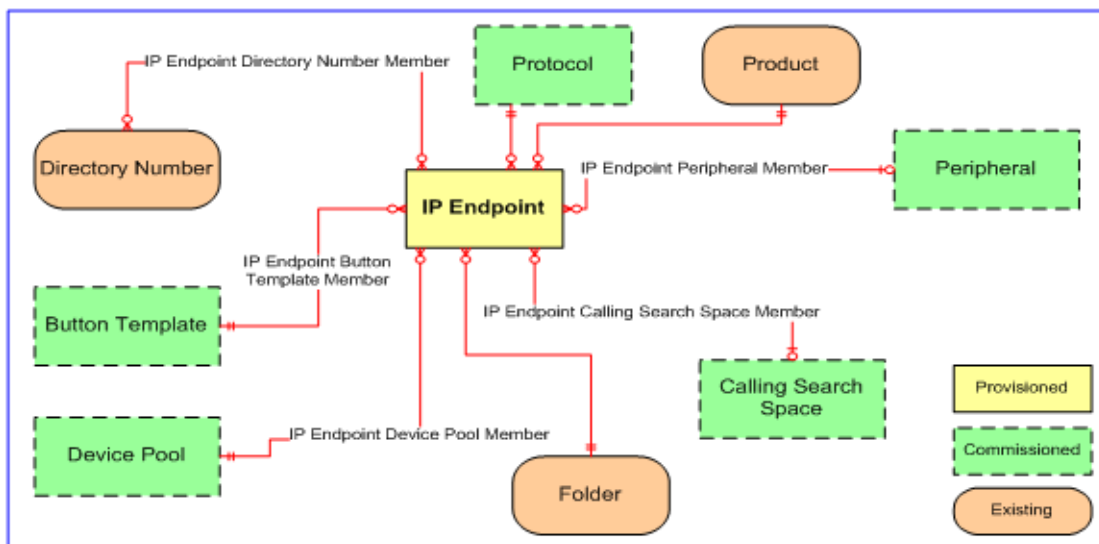 IP Endpoint Directory Number Member
Protocol
Product
Directory Number
IP Endpoint Peripheral Member
Peripheral
IP Endpoint
IP Endpoint Button
Template Member
Button Template
IP Endpoint Calling Search Space Member
Calling Search
Space
Provisioned
Device Pool
IP Endpoint Device Pool Member
Commissioned
Folder
Existing